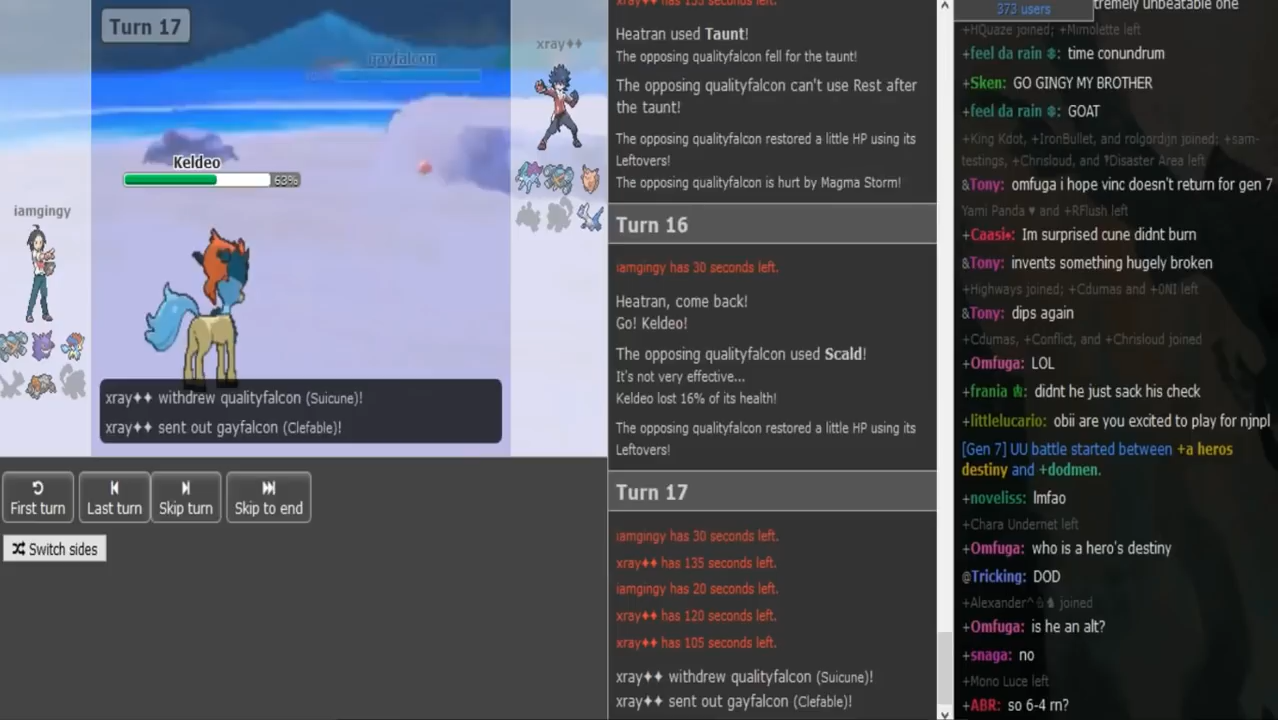 Turn 17
gayfalcon
xray♦♦
Keldeo
63%
iamgingy
xray♦♦ withdrew qualityfalcon (Suicune)!
xray♦♦ sent out gayfalcon (Clefable)!
First turn
Last turn
Skip turn
Skip to end
Switch sides
Heatran used Taunt!
The opposing qualityfalcon fell for the taunt!
The opposing qualityfalcon can't use Rest after
the taunt!
The opposing qualityfalcon restored a little HP using its
Leftovers!
The opposing qualityfalcon is hurt by Magma Storm!
Turn 16
iamgingy has 30 seconds left.
Heatran, come back!
Go! Keldeo!
The opposing qualityfalcon used Scald!
It's not very effective...
Keldeo lost 16% of its health!
The opposing qualityfalcon restored a little HP using its
Leftovers!
Turn 17
iamgingy has 30 seconds left.
xray♦♦ has 135 seconds left.
iamgingy has 20 seconds left.
xray♦♦ has 120 seconds left.
xray♦♦ has 105 seconds left.
xray♦♦ withdrew qualityfalcon (Suicune)!
xray♦♦ sent out gayfalcon (Clefable)!
373 users
unbeatable one
+HQuaze joined; +Mimolette left
+feel da rain ❄: time conundrum
+Sken: GO GINGY MY BROTHER
+feel da rain ❄: GOAT
+King Kdot, +IronBullet, and rolgordijn joined; +sam-
testings, +Chrisloud, and ‽Disaster Area left
&Tony: omfuga i hope vinc doesn't return for gen 7
Yami Panda ♥ and +RFlush left
+Caasi♠: Im surprised cune didnt burn
&Tony: invents something hugely broken
+Highways joined; +Cdumas and +0NI left
&Tony: dips again
+Cdumas, +Conflict, and +Chrisloud joined
+Omfuga: LOL
+frania ♕: didnt he just sack his check
+littlelucario: obii are you excited to play for njnpl
[Gen 7] UU battle started between +a heros
destiny and +dodmen.
+noveliss: lmfao
+Chara Undernet left
+Omfuga: who is a hero's destiny
@Tricking: DOD
+Alexander^♘♞ joined
+Omfuga: is he an alt?
+snaga: no
+Mono Luce left
+ABR: so 6-4 rn?